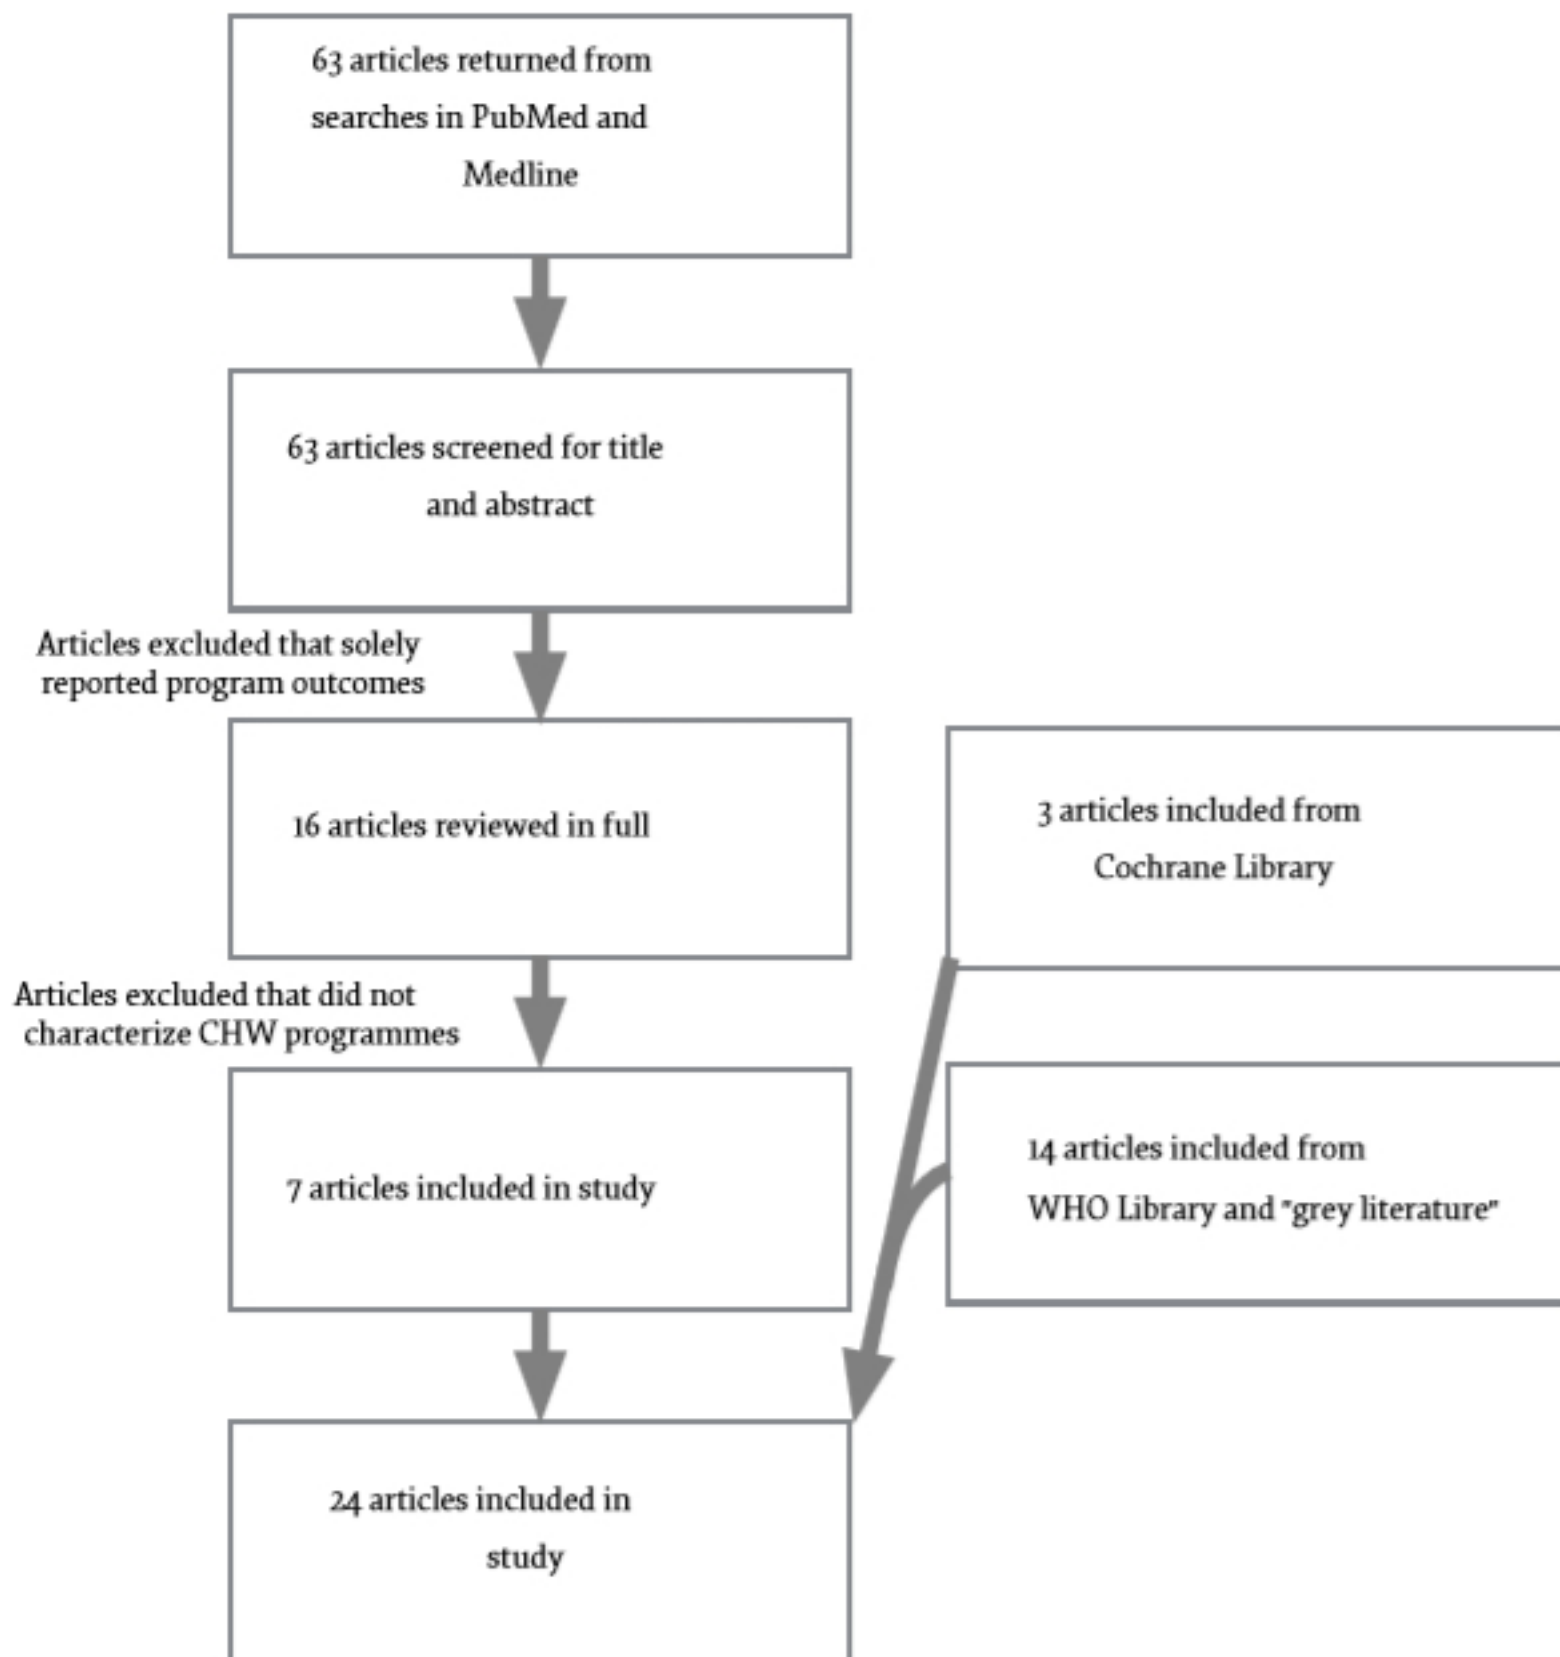 63 articles returned from
searches in PubMed and
Medline
63 articles screened for title
and abstract
Articles excluded that solely
reported program outcomes
16 articles reviewed in full
3 articles included from
Cochrane Library
Articles excluded that did not
characterize CHW programmes
7 articles included in study
14 articles included from
WHO Library and "grey literature"
24 articles included in
study